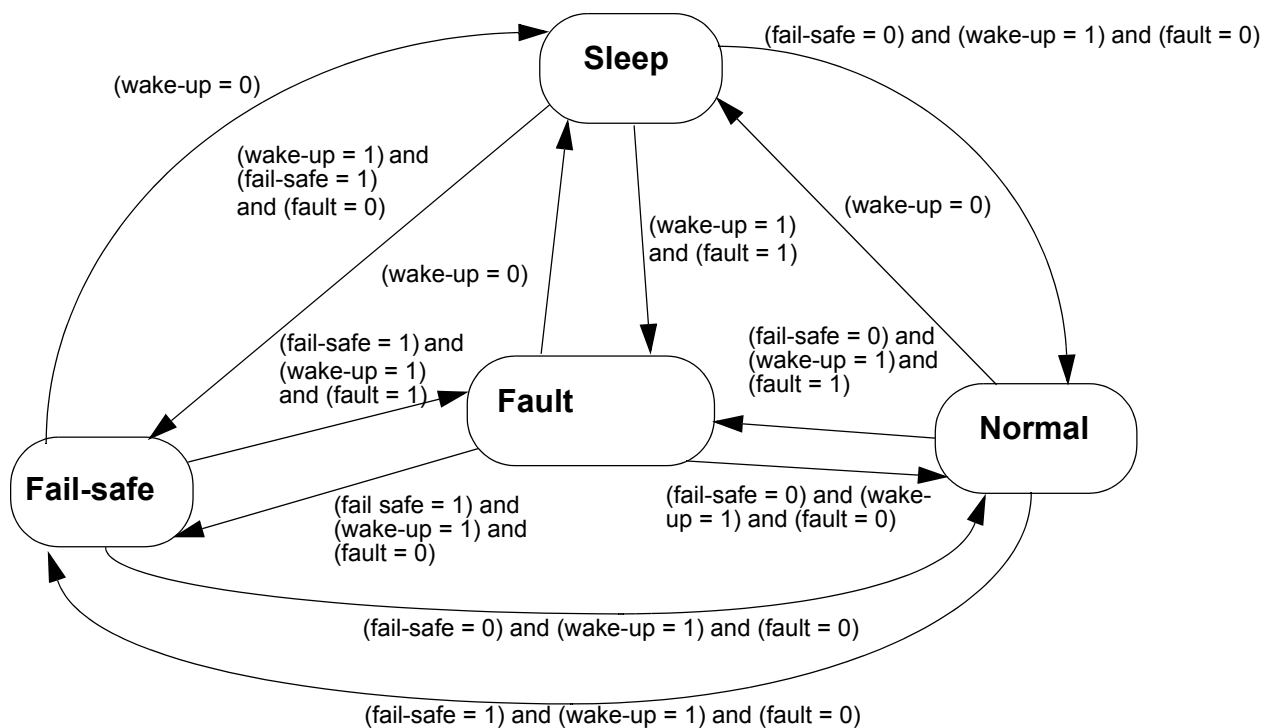 Sleep
(fail-safe = 0) and (wake-up = 1) and (fault = 0)
(wake-up = 0)
(wake-up = 1) and
(fail-safe = 1)
and (fault = 0)
(wake-up = 0)
(wake-up = 1)
and (fault = 1)
(wake-up = 0)
(fail-safe = 1) and
(wake-up = 1)
and (fault = 1)
(fail-safe = 0) and
(wake-up = 1) and
(fault = 1)
Fault
Normal
Fail-safe
(fail safe = 1) and
(wake-up = 1) and
(fault = 0)
(fail-safe = 0) and (wake-
up = 1) and (fault = 0)
(fail-safe = 0) and (wake-up = 1) and (fault = 0)
(fail-safe = 1) and (wake-up = 1) and (fault = 0)